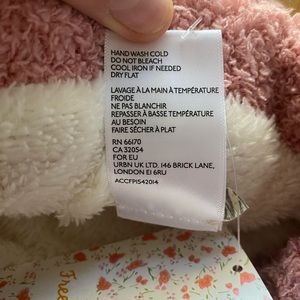 HAND WASH COLD
DO NOT BLEACH
COOL IRON IF NEEDED
DRY FLAT
LAVAGE À LA MAIN À TEMPÉRATURE
FROIDE
NE PAS BLANCHIR
REPASSER À BASSE TEMPÉRATURE
AU BESOIN
FAIRE SÉCHER À PLAT
RN 66170
CA 32054
FOR EU
URBN UK LTD. 146 BRICK LANE,
LONDON E1 6RU
ACCFP1542014
Free